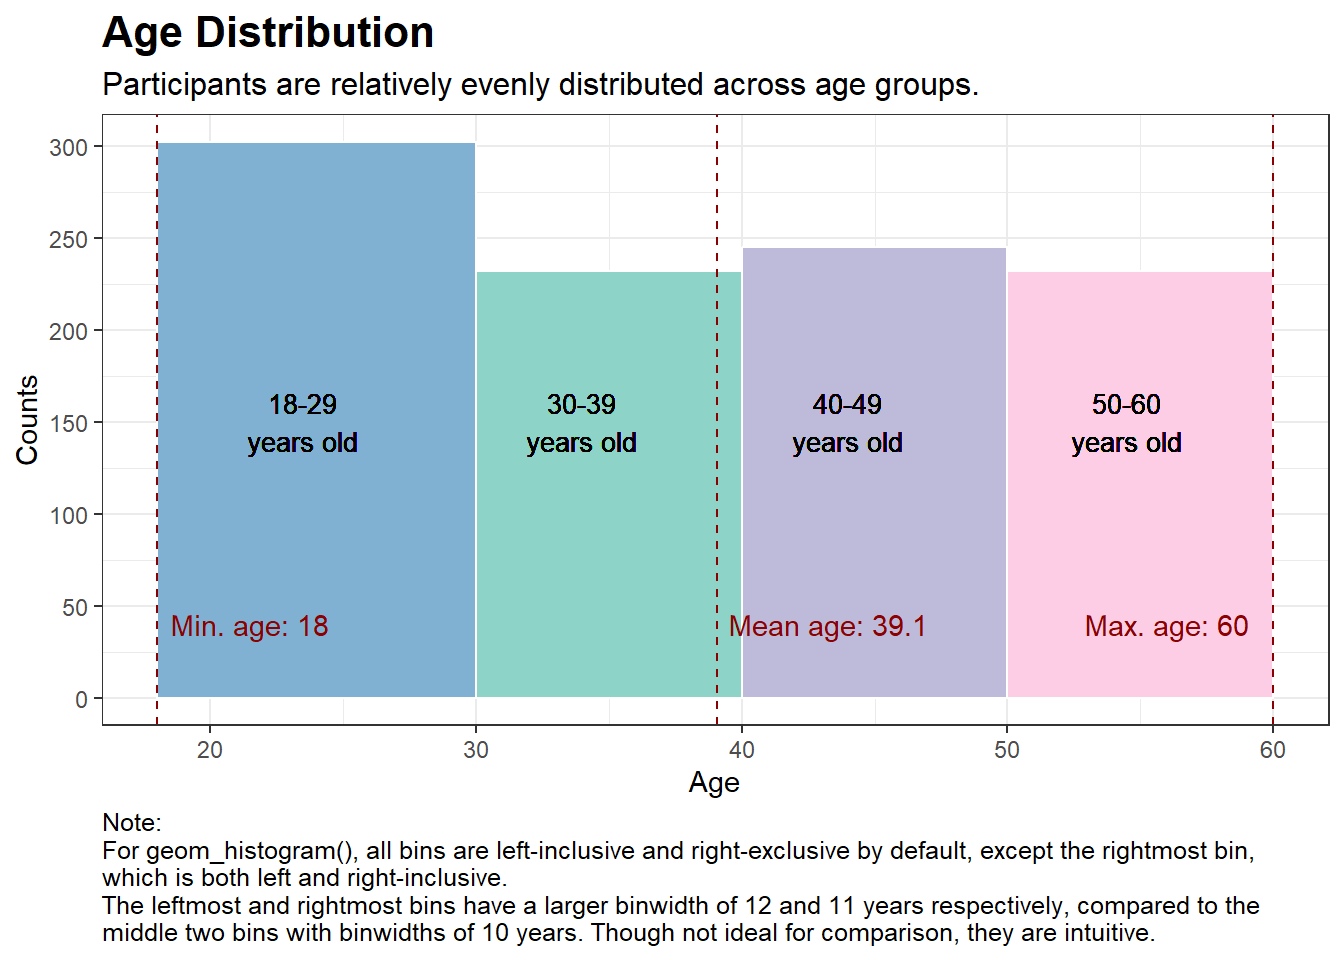 Age Distribution
Participants are relatively evenly distributed across age groups.
300
250
200
150
100
50
0
Counts
18-29
years old
30-39
years old
40-49
years old
50-60
years old
Min. age: 18
Mean age: 39.1
Max. age: 60
20
30
40
50
60
Age
Note:
For geom_histogram(), all bins are left-inclusive and right-exclusive by default, except the rightmost bin,
which is both left and right-inclusive.
The leftmost and rightmost bins have a larger binwidth of 12 and 11 years respectively, compared to the
middle two bins with binwidths of 10 years. Though not ideal for comparison, they are intuitive.